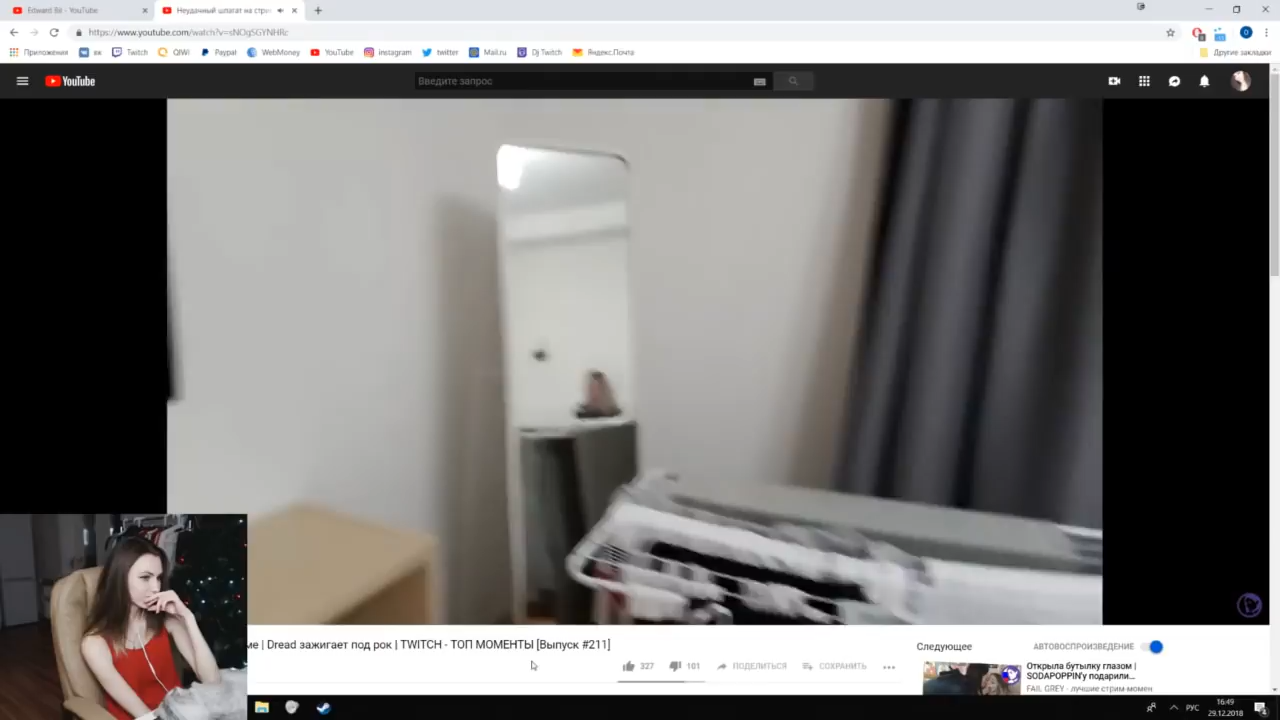 Edward Bil - YouTube
Неудачный шпагат на стри
https://www.youtube.com/watch?v=sNOgSGYNHRc
Приложения
вк
Twitch
QIWI
Paypal
WebMoney
YouTube
instagram
twitter
Mail.ru
Dj Twitch
Яндекс.Почта
Другие закладки
YouTube
Введите запрос
ме | Dread зажигает под рок | TWITCH - ТОП МОМЕНТЫ [Выпуск #211]
327
101
ПОДЕЛИТЬСЯ
СОХРАНИТЬ
Следующее
АВТОВОСПРОИЗВЕДЕНИЕ
Открыла бутылку глазом |
SODAPOPPIN'у подарили...
FAIL GREY - лучшие стрим-момен
РУС
16:49
29.12.2018